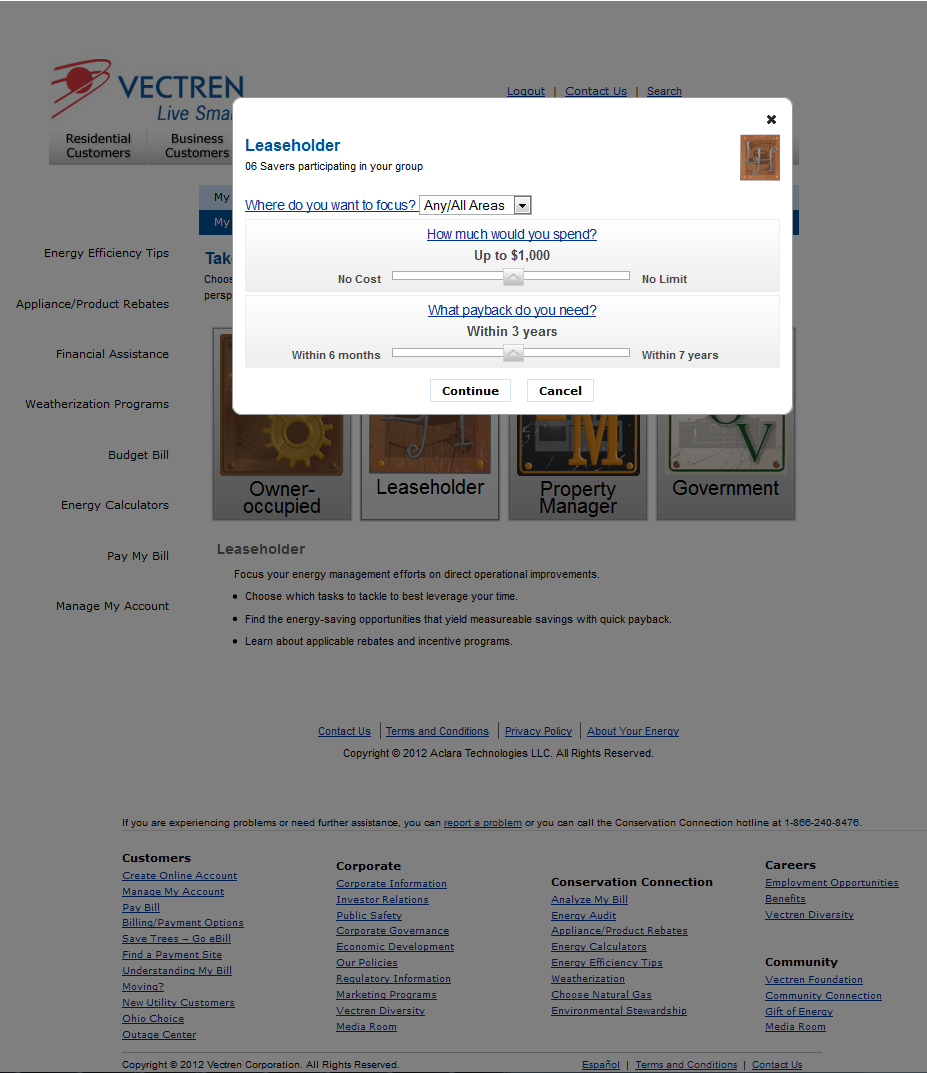 VECTREN
Live Sma
Logout | Contact Us | Search
Residential Customers
Business Customers
Leaseholder
06 Savers participating in your group
Where do you want to focus? Any/All Areas
How much would you spend?
Up to $1,000
No Cost No Limit
What payback do you need?
Within 3 years
Within 6 months Within 7 years
Continue Cancel
My
My
Tak
Choos
persp
Energy Efficiency Tips
Appliance/Product Rebates
Financial Assistance
Weatherization Programs
Budget Bill
Energy Calculators
Pay My Bill
Manage My Account
M
V
Owner-occupied
Leaseholder
Property Manager
Government
Leaseholder
Focus your energy management efforts on direct operational improvements.
• Choose which tasks to tackle to best leverage your time.
• Find the energy-saving opportunities that yield measureable savings with quick payback.
• Learn about applicable rebates and incentive programs.
Contact Us | Terms and Conditions | Privacy Policy | About Your Energy
Copyright © 2012 Aclara Technologies LLC. All Rights Reserved.
If you are experiencing problems or need further assistance, you can report a problem or you can call the Conservation Connection hotline at 1-866-240-8476.
Customers
Create Online Account
Manage My Account
Pay Bill
Billing/Payment Options
Save Trees – Go eBill
Find a Payment Site
Understanding My Bill
Moving?
New Utility Customers
Ohio Choice
Outage Center
Corporate
Corporate Information
Investor Relations
Public Safety
Corporate Governance
Economic Development
Our Policies
Regulatory Information
Marketing Programs
Vectren Diversity
Media Room
Conservation Connection
Analyze My Bill
Energy Audit
Appliance/Product Rebates
Energy Calculators
Energy Efficiency Tips
Weatherization
Choose Natural Gas
Environmental Stewardship
Careers
Employment Opportunities
Benefits
Vectren Diversity
Community
Vectren Foundation
Community Connection
Gift of Energy
Media Room
Copyright © 2012 Vectren Corporation. All Rights Reserved.
Español | Terms and Conditions | Contact Us